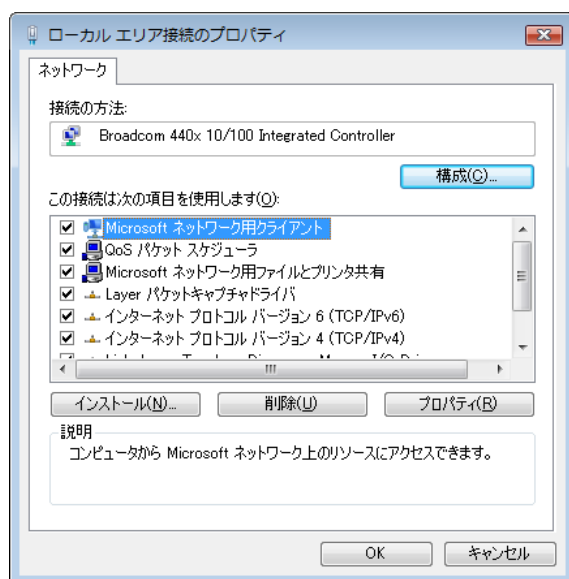 ローカル エリア接続のプロパティ
ネットワーク
接続の方法:
Broadcom 440x 10/100 Integrated Controller
構成(C)...
この接続は次の項目を使用します(O):
Microsoft ネットワーク用クライアント
QoS パケット スケジューラ
Microsoft ネットワーク用ファイルとプリンタ共有
Layer パケットキャプチャドライバ
インターネット プロトコル バージョン 6 (TCP/IPv6)
インターネット プロトコル バージョン 4 (TCP/IPv4)
インストール(N)...
削除(U)
プロパティ(R)
説明
コンピュータから Microsoft ネットワーク上のリソースにアクセスできます。
OK
キャンセル